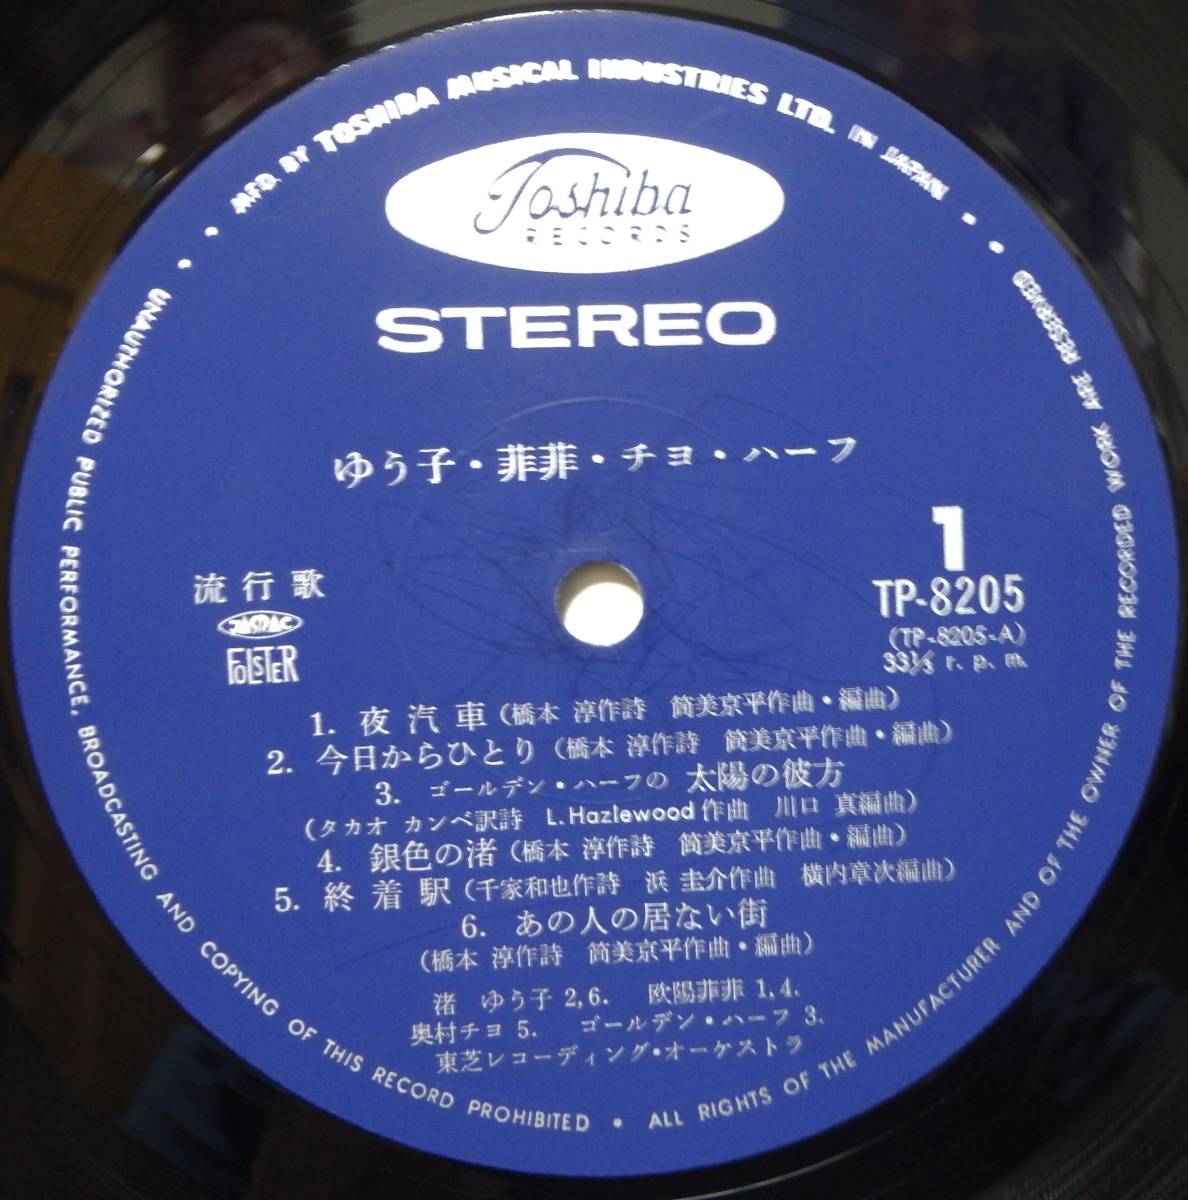 MFD. BY TOSHIBA MUSICAL INDUSTRIES LTD. IN JAPAN
Toshiba
RECORDS
STEREO
ゆう子・菲菲・チヨ・ハーフ
1
流行歌
TP-8205
JASRAC
(TP-8205-A)
FOLSTER
33⅓ r. p. m.
1. 夜汽車(橋本 淳作詩 筒美京平作曲・編曲)
2. 今日からひとり(橋本 淳作詩 筒美京平作曲・編曲)
3. ゴールデン・ハーフの 太陽の彼方
(タカオ カンベ訳詩 L. Hazlewood作曲 川口 真編曲)
4. 銀色の渚(橋本 淳作詩 筒美京平作曲・編曲)
5. 終着駅(千家和也作詩 浜 圭介作曲 横内章次編曲)
6. あの人の居ない街
(橋本 淳作詩 筒美京平作曲・編曲)
渚 ゆう子 2, 6. 欧陽菲菲 1, 4.
奥村チヨ 5. ゴールデン・ハーフ 3.
東芝レコーディング・オーケストラ
UNAUTHORIZED PUBLIC PERFORMANCE, BROADCASTING AND COPYING OF THIS RECORD PROHIBITED • ALL RIGHTS OF THE MANUFACTURER AND OF THE OWNER OF THE RECORDED WORK ARE RESERVED